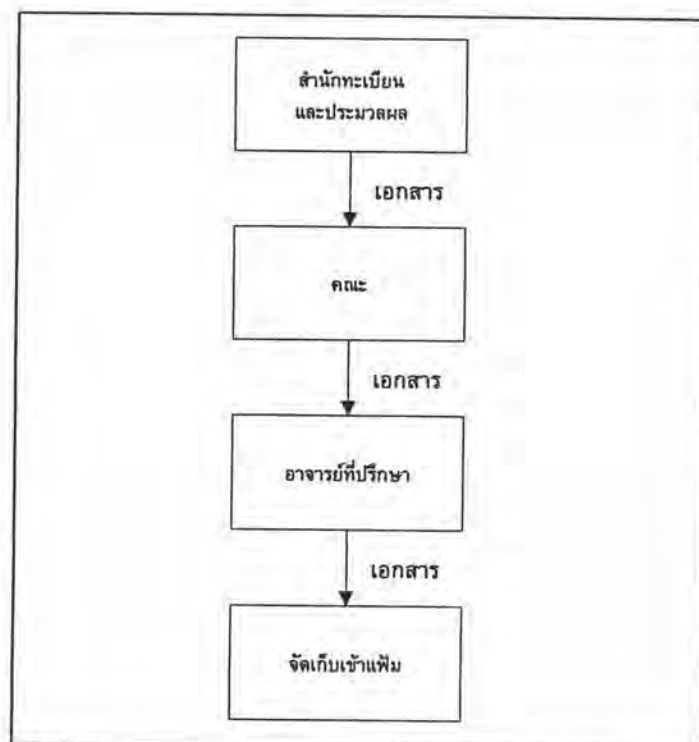 สำนักทะเบียน
และประมวลผล
เอกสาร
คณะ
เอกสาร
อาจารย์ที่ปรึกษา
เอกสาร
จัดเก็บเข้าแฟ้ม